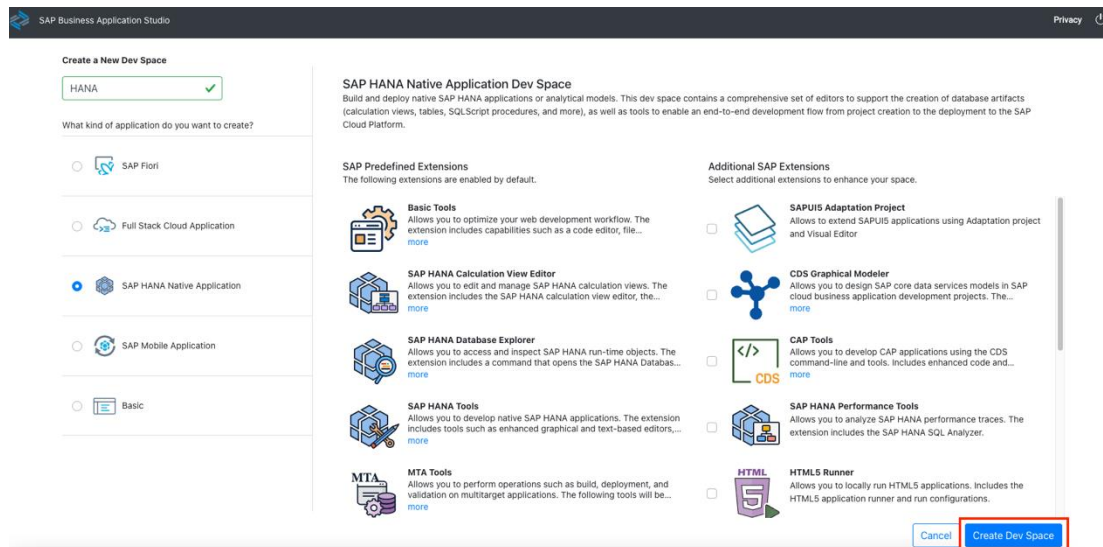 SAP Business Application Studio
Privacy
Create a New Dev Space
HANA
What kind of application do you want to create?
SAP Fiori
Full Stack Cloud Application
SAP HANA Native Application
SAP Mobile Application
Basic
SAP HANA Native Application Dev Space
Build and deploy native SAP HANA applications or analytical models. This dev space contains a comprehensive set of editors to support the creation of database artifacts
(calculation views, tables, SQLScript procedures, and more), as well as tools to enable an end-to-end development flow from project creation to the deployment to the SAP
Cloud Platform.
SAP Predefined Extensions
The following extensions are enabled by default.
Basic Tools
Allows you to optimize your web development workflow. The
extension includes capabilities such as a code editor, file...
more
SAP HANA Calculation View Editor
Allows you to edit and manage SAP HANA calculation views. The
extension includes the SAP HANA calculation view editor, the...
more
SAP HANA Database Explorer
Allows you to access and inspect SAP HANA run-time objects. The
extension includes a command that opens the SAP HANA Databas...
more
SAP HANA Tools
Allows you to develop native SAP HANA applications. The extension
includes tools such as enhanced graphical and text-based editors,...
more
MTA
MTA Tools
Allows you to perform operations such as build, deployment, and
validation on multitarget applications. The following tools will be...
more
Additional SAP Extensions
Select additional extensions to enhance your space.
SAPUI5 Adaptation Project
Allows to extend SAPUI5 applications using Adaptation project
and Visual Editor
CDS Graphical Modeler
Allows you to design SAP core data services models in SAP
cloud business application development projects. The...
more
</>
CDS
CAP Tools
Allows you to develop CAP applications using the CDS
command-line and tools. Includes enhanced code and...
more
SAP HANA Performance Tools
Allows you to analyze SAP HANA performance traces. The
extension includes the SAP HANA SQL Analyzer.
HTML
5
HTML5 Runner
Allows you to locally run HTML5 applications. Includes the
HTML5 application runner and run configurations.
Cancel
Create Dev Space